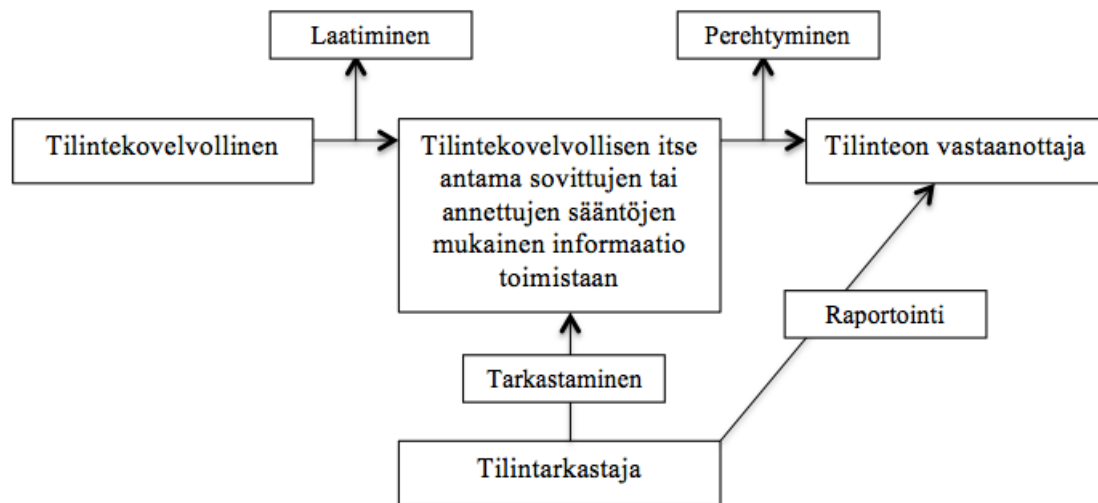 Laatiminen
Perehtyminen
Tilintekovelvollinen
Tilintekovelvollisen itse
antama sovittujen tai
annettujen sääntöjen
mukainen informaatio
toimistaan
Tilinteon vastaanottaja
Raportointi
Tarkastaminen
Tilintarkastaja